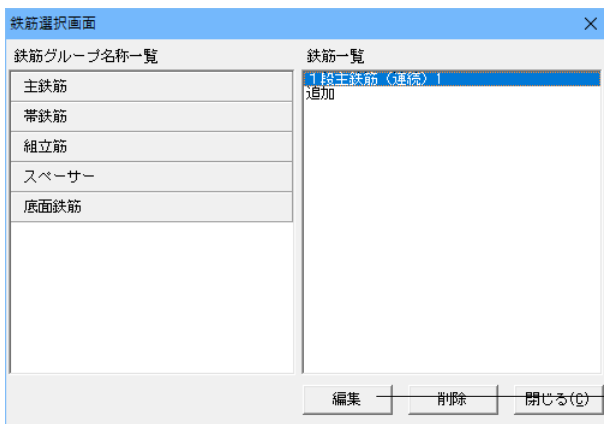 鉄筋選択画面
鉄筋グループ名称一覧
鉄筋一覧
主鉄筋
帯鉄筋
組立筋
スペーサー
底面鉄筋
1段主鉄筋（連続）1
追加
編集
削除
閉じる(C)